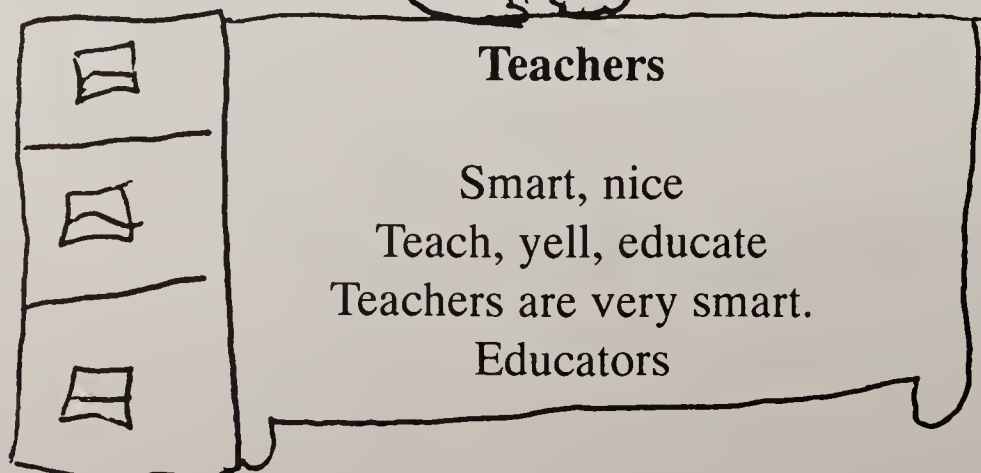 Teachers
Smart, nice
Teach, yell, educate
Teachers are very smart.
Educators